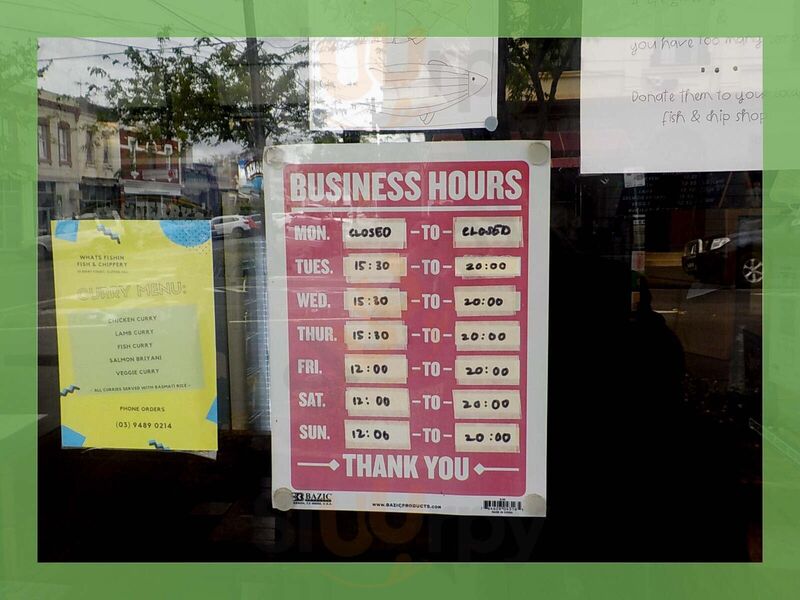 you have too many
Donate them to your
fish & chip shop
BUSINESS HOURS
MON. CLOSED -TO- CLOSED
TUES. 15:30 -TO- 20:00
WED. 15:30 -TO- 20:00
THUR. 15:30 -TO- 20:00
FRI. 12:00 -TO- 20:00
SAT. 12:00 -TO- 20:00
SUN. 12:00 -TO- 20:00
THANK YOU
BAZIC
WWW.BAZICPRODUCTS.COM
WHATS FISHIN
FISH & CHIPPERY
CURRY MENU:
CHICKEN CURRY
LAMB CURRY
FISH CURRY
SALMON BRIYANI
VEGGIE CURRY
- ALL CURRIES SERVED WITH BASMATI RICE -
PHONE ORDERS
(03) 9489 0214
sluurpy